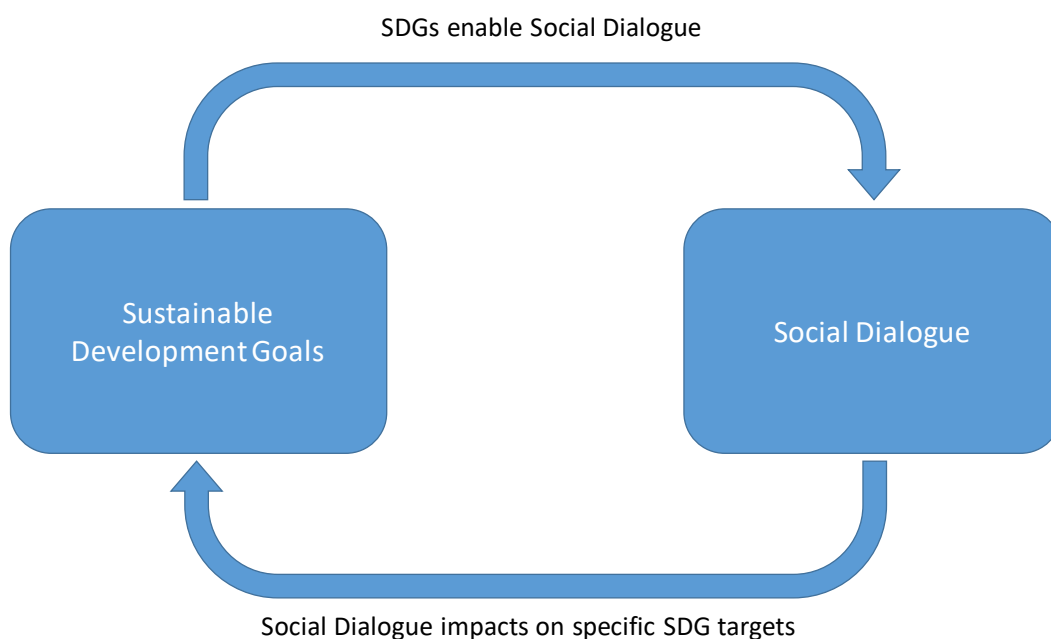 SDGs enable Social Dialogue
Sustainable
Development Goals
Social Dialogue
Social Dialogue impacts on specific SDG targets